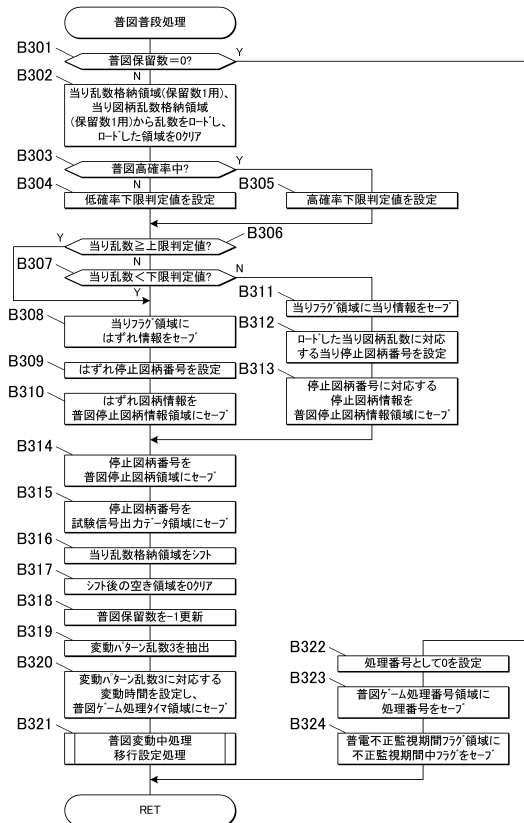 普図普段処理
B301
普図保留数＝0?
Y
N
B302
当り乱数格納領域(保留数1用)、
当り図柄乱数格納領域
(保留数1用)から乱数をロードし、
ロードした領域を0クリア
B303
普図高確率中?
Y
N
B304
低確率下限判定値を設定
B305
高確率下限判定値を設定
B306
当り乱数≧上限判定値?
Y
N
B307
当り乱数＜下限判定値?
N
Y
B308
当りフラグ領域に
はずれ情報をセーブ
B309
はずれ停止図柄番号を設定
B310
はずれ図柄情報を
普図停止図柄情報領域にセーブ
B311
当りフラグ領域に当り情報をセーブ
B312
ロードした当り図柄乱数に対応
する当り停止図柄番号を設定
B313
停止図柄番号に対応する
停止図柄情報を
普図停止図柄情報領域にセーブ
B314
停止図柄番号を
普図停止図柄領域にセーブ
B315
停止図柄番号を
試験信号出力データ領域にセーブ
B316
当り乱数格納領域をシフト
B317
シフト後の空き領域を0クリア
B318
普図保留数を-1更新
B319
変動パターン乱数3を抽出
B320
変動パターン乱数3に対応する
変動時間を設定し、
普図ゲーム処理タイマ領域にセーブ
B321
普図変動中処理
移行設定処理
B322
処理番号として0を設定
B323
普図ゲーム処理番号領域に
処理番号をセーブ
B324
普電不正監視期間フラグ領域に
不正監視期間中フラグをセーブ
RET